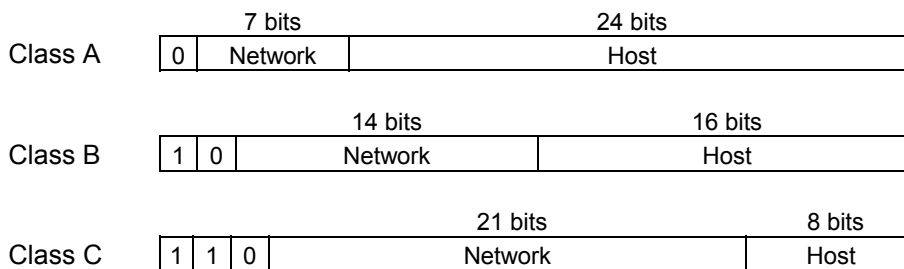 7 bits 24 bits
Class A 0 Network Host
14 bits 16 bits
Class B 1 0 Network Host
21 bits 8 bits
Class C 1 1 0 Network Host